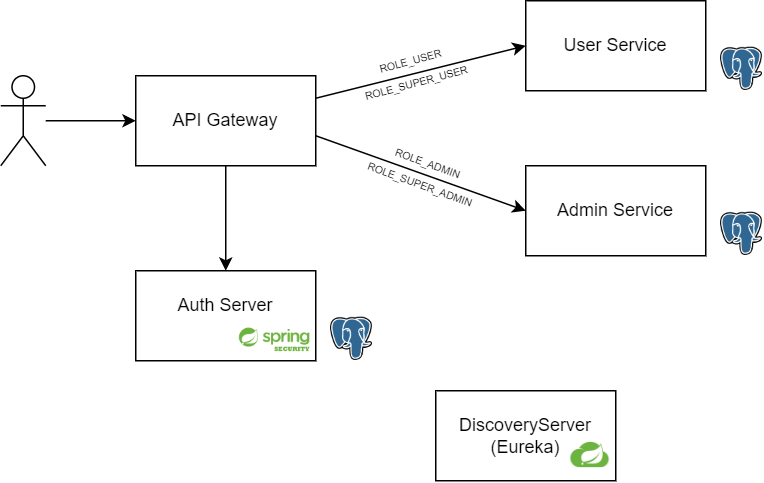 User Service
ROLE_USER
ROLE_SUPER_USER
API Gateway
ROLE_ADMIN
ROLE_SUPER_ADMIN
Admin Service
Auth Server
spring
SECURITY
DiscoveryServer
(Eureka)